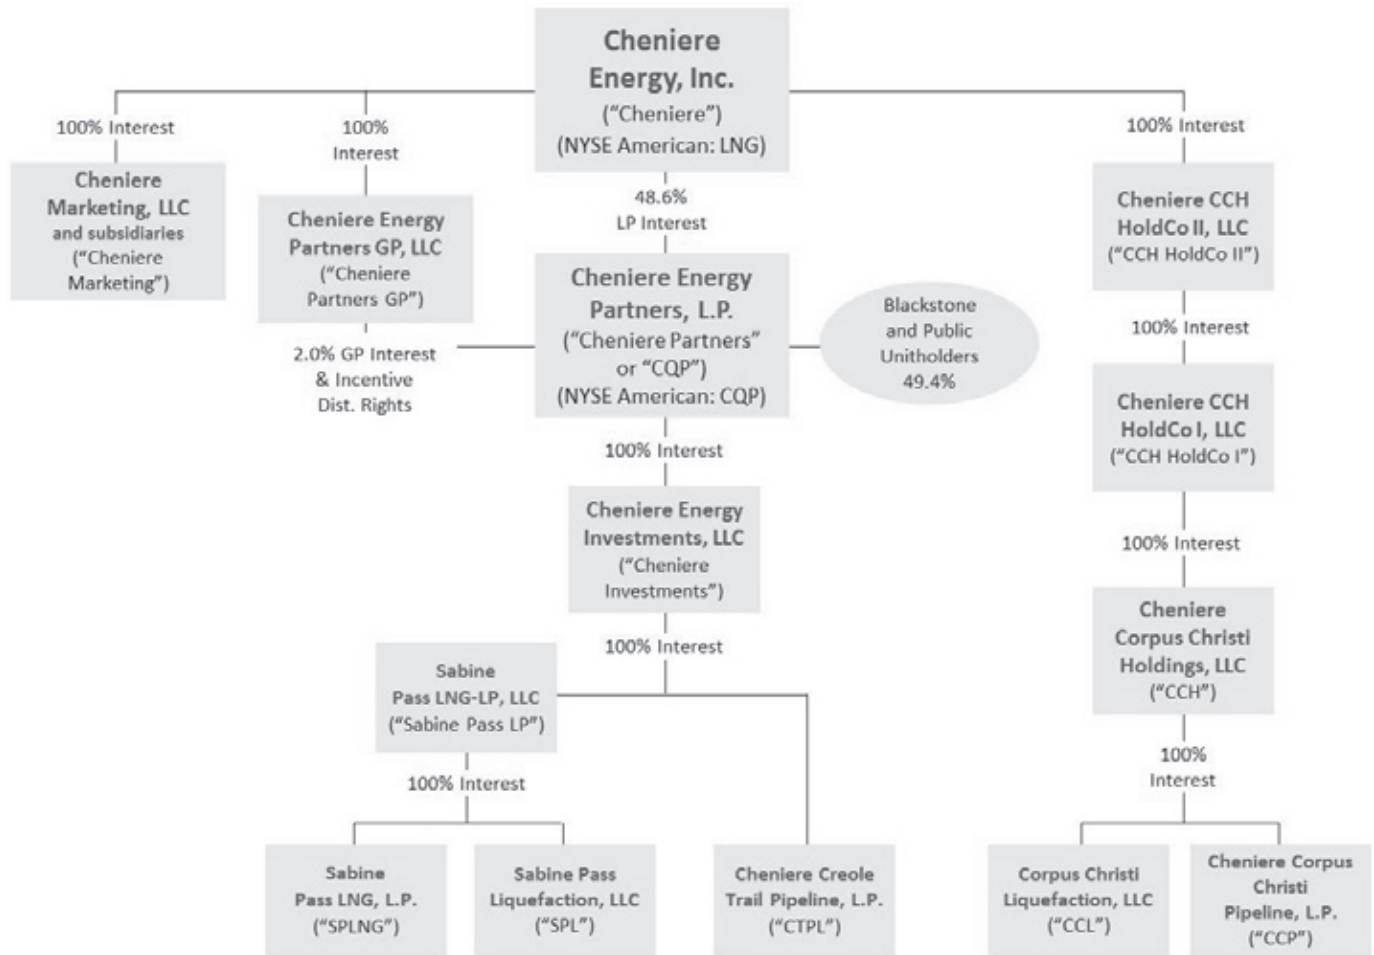 Cheniere
Energy, Inc.
(“Cheniere”)
(NYSE American: LNG)
100% Interest
Cheniere
Marketing, LLC
and subsidiaries
(“Cheniere
Marketing”)
100%
Interest
Cheniere Energy
Partners GP, LLC
(“Cheniere
Partners GP”)
2.0% GP Interest
& Incentive
Dist. Rights
48.6%
LP Interest
Cheniere Energy
Partners, L.P.
(“Cheniere Partners”
or “CQP”)
(NYSE American: CQP)
Blackstone
and Public
Unitholders
49.4%
100% Interest
Cheniere Energy
Investments, LLC
(“Cheniere
Investments”)
100% Interest
Sabine
Pass LNG-LP, LLC
(“Sabine Pass LP”)
100% Interest
Sabine
Pass LNG, L.P.
(“SPLNG”)
Sabine Pass
Liquefaction, LLC
(“SPL”)
Cheniere Creole
Trail Pipeline, L.P.
(“CTPL”)
100% Interest
Cheniere CCH
HoldCo II, LLC
(“CCH HoldCo II”)
100% Interest
Cheniere CCH
HoldCo I, LLC
(“CCH HoldCo I”)
100% Interest
Cheniere
Corpus Christi
Holdings, LLC
(“CCH”)
100%
Interest
Corpus Christi
Liquefaction, LLC
(“CCL”)
Cheniere Corpus
Christi
Pipeline, L.P.
(“CCP”)